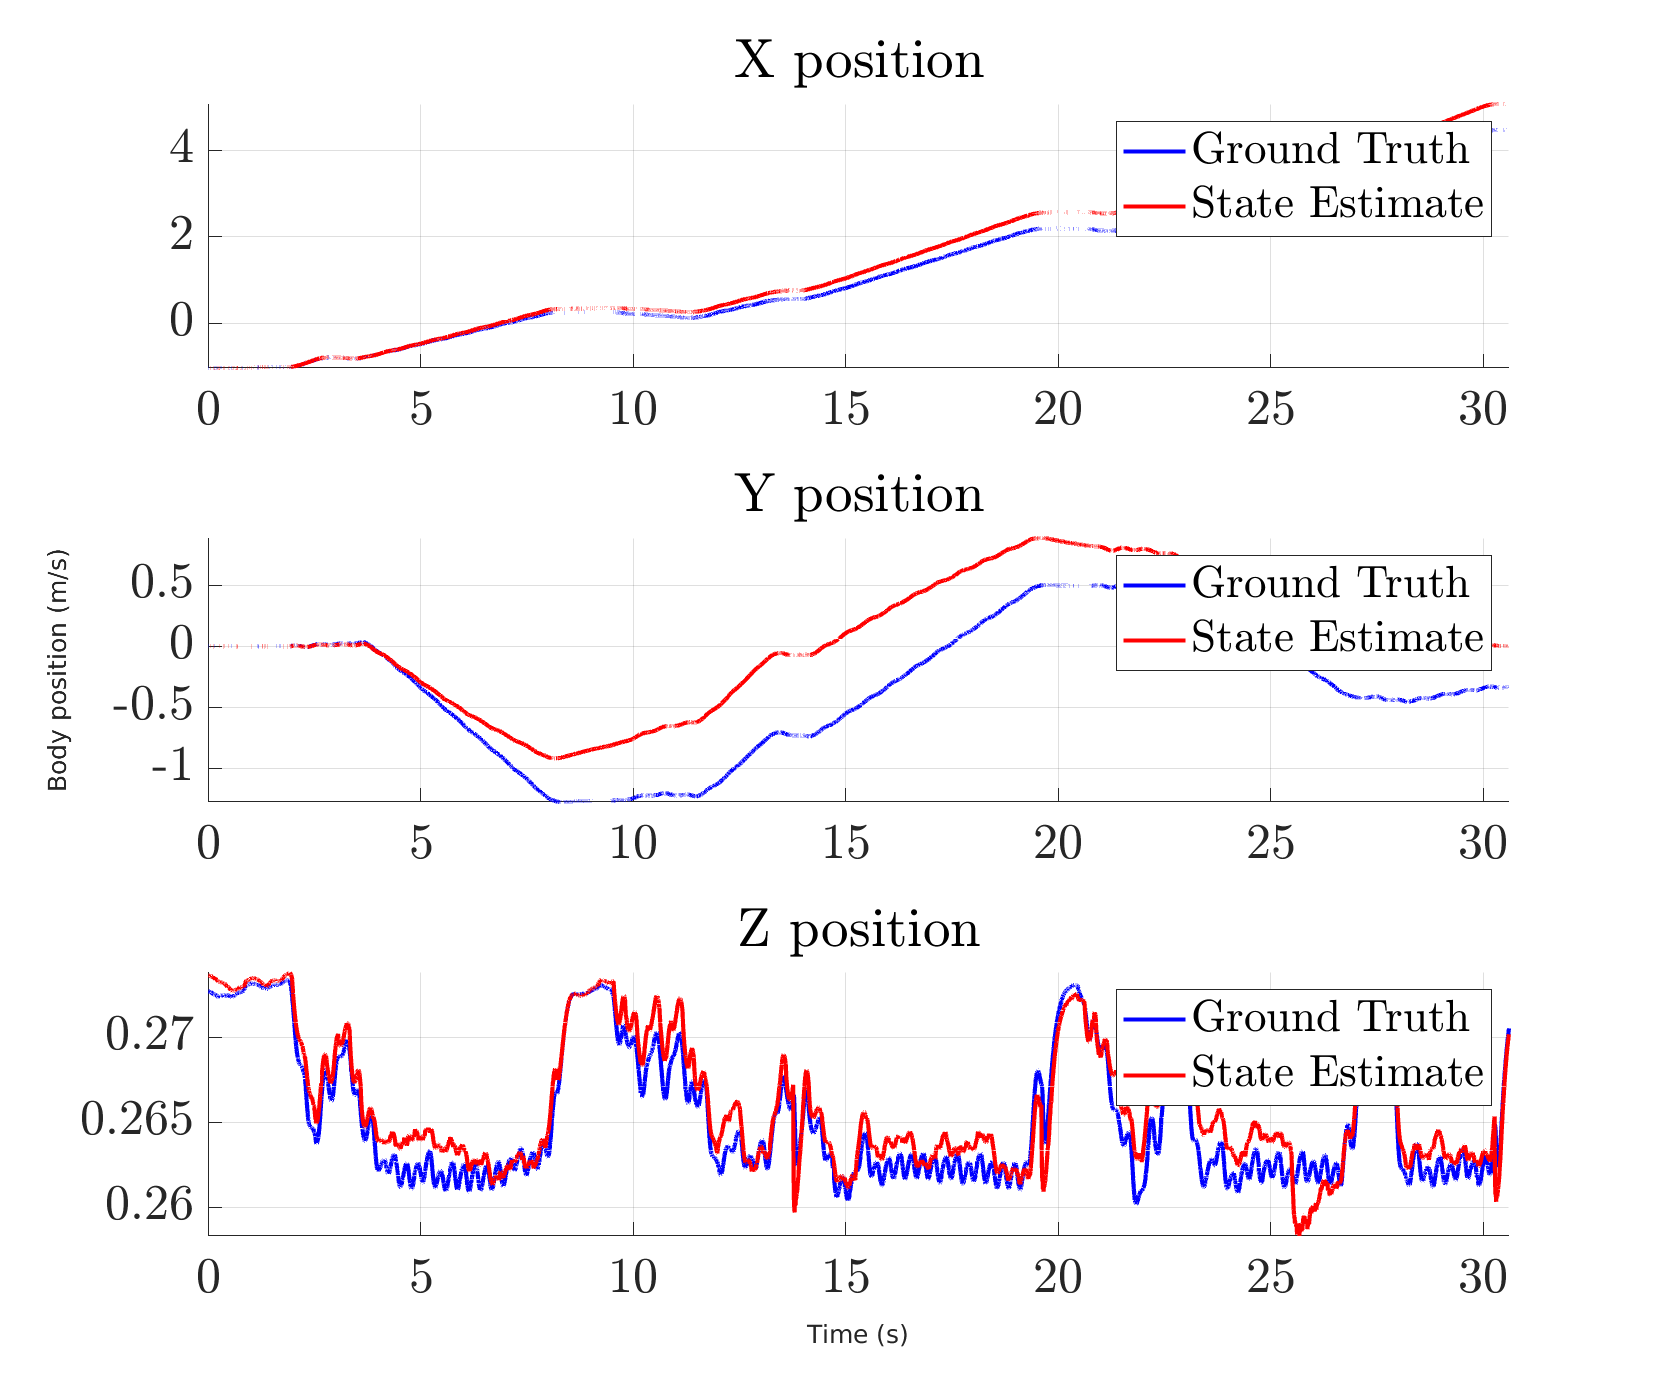 X position
4
2
0
Ground Truth
State Estimate
0 5 10 15 20 25 30
Y position
Body position (m/s)
0.5
0
-0.5
-1
Ground Truth
State Estimate
0 5 10 15 20 25 30
Z position
0.27
0.265
0.26
Ground Truth
State Estimate
0 5 10 15 20 25 30
Time (s)